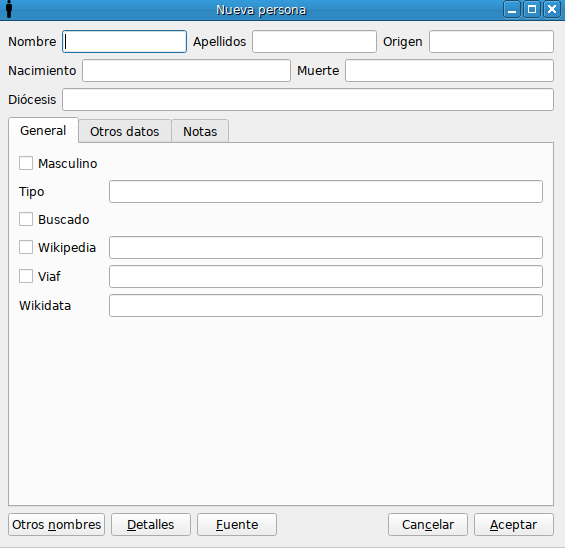 Nueva persona
Nombre Apellidos Origen
Nacimiento Muerte
Diócesis
General Otros datos Notas
Masculino
Tipo
Buscado
Wikipedia
Viaf
Wikidata
Otros nombres Detalles Fuente Cancelar Aceptar